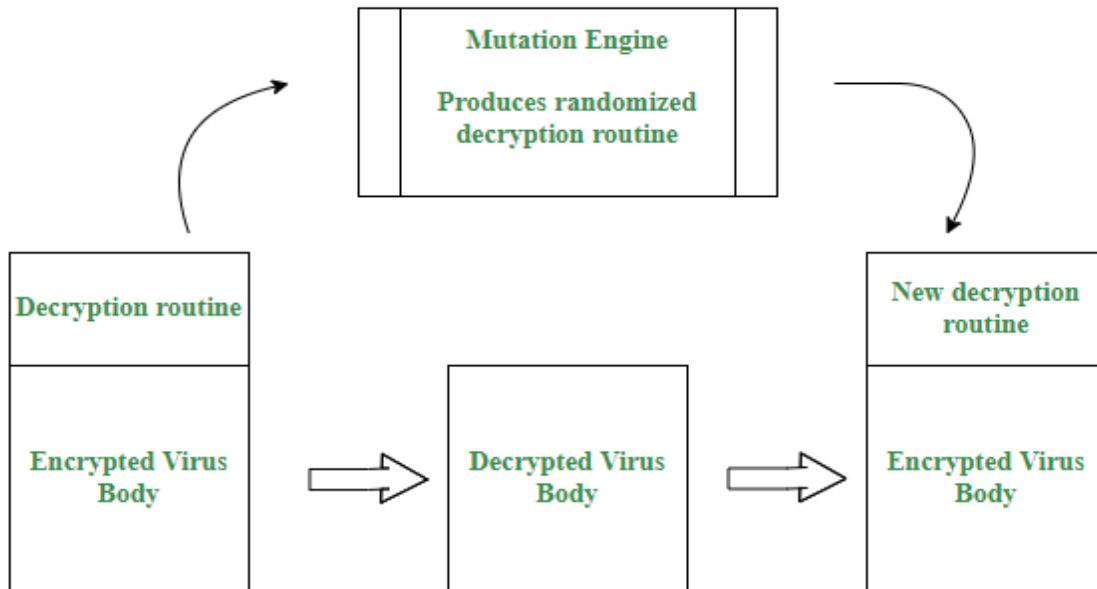 Mutation Engine
Produces randomized
decryption routine
Decryption routine
New decryption
routine
Encrypted Virus
Body
Decrypted Virus
Body
Encrypted Virus
Body